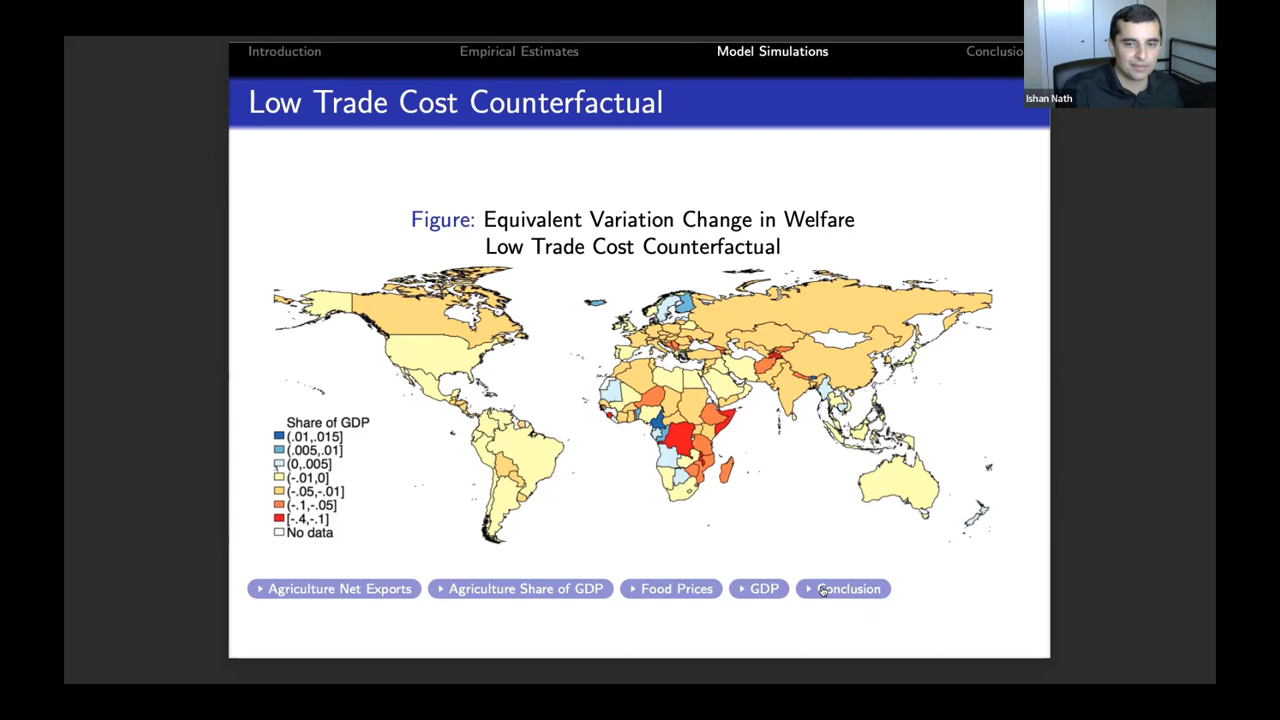 Introduction
Empirical Estimates
Model Simulations
Conclusio
Ishan Nath
Low Trade Cost Counterfactual
Figure: Equivalent Variation Change in Welfare
Low Trade Cost Counterfactual
Share of GDP
(.01,.015]
(.005,.01]
(0,.005]
(-.01,0]
(-.05,-.01]
(-.1,-.05]
[-.4,-.1]
No data
Agriculture Net Exports
Agriculture Share of GDP
Food Prices
GDP
Conclusion